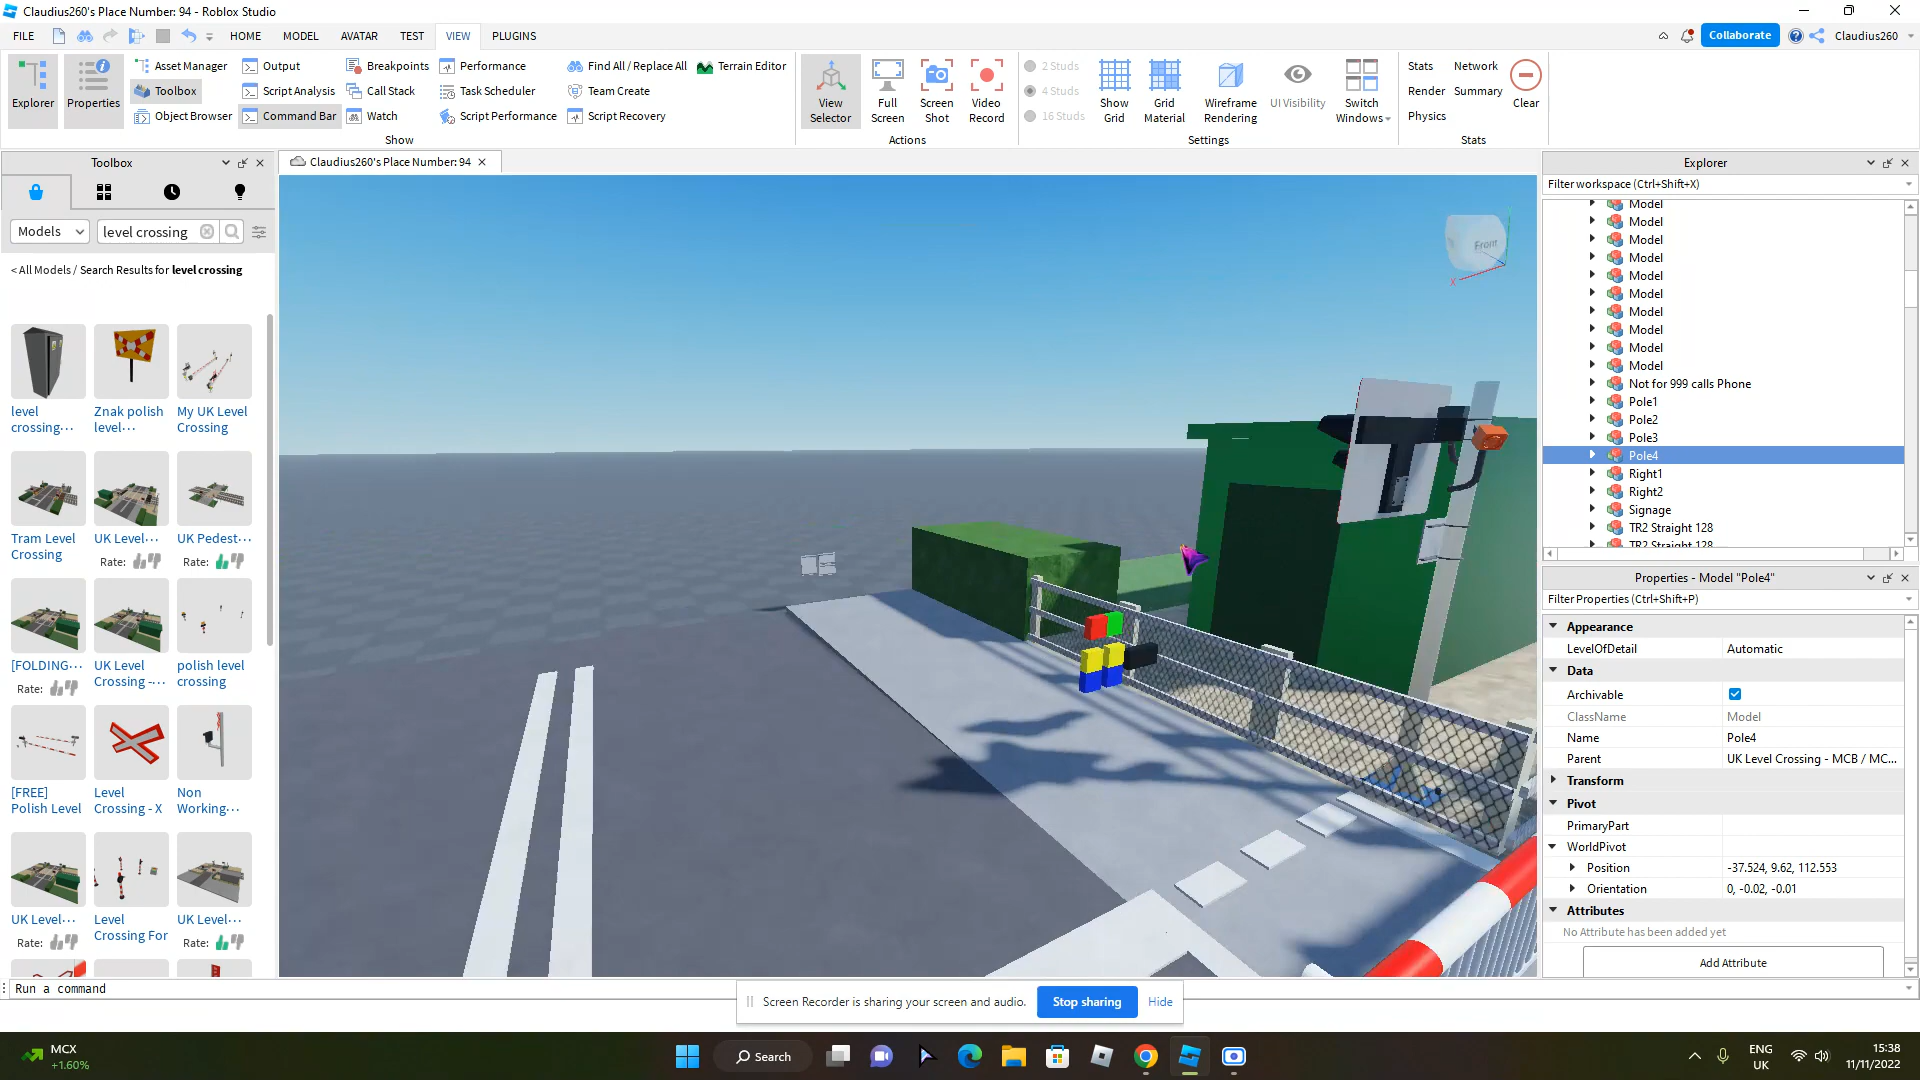 Claudius260's Place Number: 94 - Roblox Studio
FILE HOME MODEL AVATAR TEST VIEW PLUGINS
Collaborate Claudius260
Explorer
Properties
Asset Manager
Toolbox
Object Browser
Output
Script Analysis
Command Bar
Breakpoints
Call Stack
Watch
Performance
Task Scheduler
Script Performance
Find All / Replace All
Team Create
Script Recovery
Terrain Editor
Show
View
Selector
Full
Screen
Screen
Shot
Video
Record
Actions
2 Studs
4 Studs
16 Studs
Show
Grid
Grid
Material
Wireframe
Rendering
UI Visibility
Switch
Windows
Settings
Stats Network
Render Summary
Physics
Clear
Stats
Toolbox
Models level crossing
< All Models / Search Results for level crossing
level
crossing...
Znak polish
level...
My UK Level
Crossing
Tram Level
Crossing
UK Level...
Rate:
UK Pedest...
Rate:
[FOLDING...
Rate:
UK Level
Crossing -...
polish level
crossing
[FREE]
Polish Level
Level
Crossing - X
Non
Working...
UK Level...
Rate:
Level
Crossing For
UK Level...
Rate:
Claudius260's Place Number: 94
Front
X
Explorer
Filter workspace (Ctrl+Shift+X)
Model
Model
Model
Model
Model
Model
Model
Model
Model
Model
Not for 999 calls Phone
Pole1
Pole2
Pole3
Pole4
Right1
Right2
Signage
TR2 Straight 128
TR2 Straight 128
Properties - Model "Pole4"
Filter Properties (Ctrl+Shift+P)
Appearance
LevelOfDetail Automatic
Data
Archivable
ClassName Model
Name Pole4
Parent UK Level Crossing - MCB / MC...
Transform
Pivot
PrimaryPart
WorldPivot
Position -37.524, 9.62, 112.553
Orientation 0, -0.02, -0.01
Attributes
No Attribute has been added yet
Add Attribute
Run a command
Screen Recorder is sharing your screen and audio. Stop sharing Hide
MCX
+1.60%
Search
ENG
UK
15:38
11/11/2022